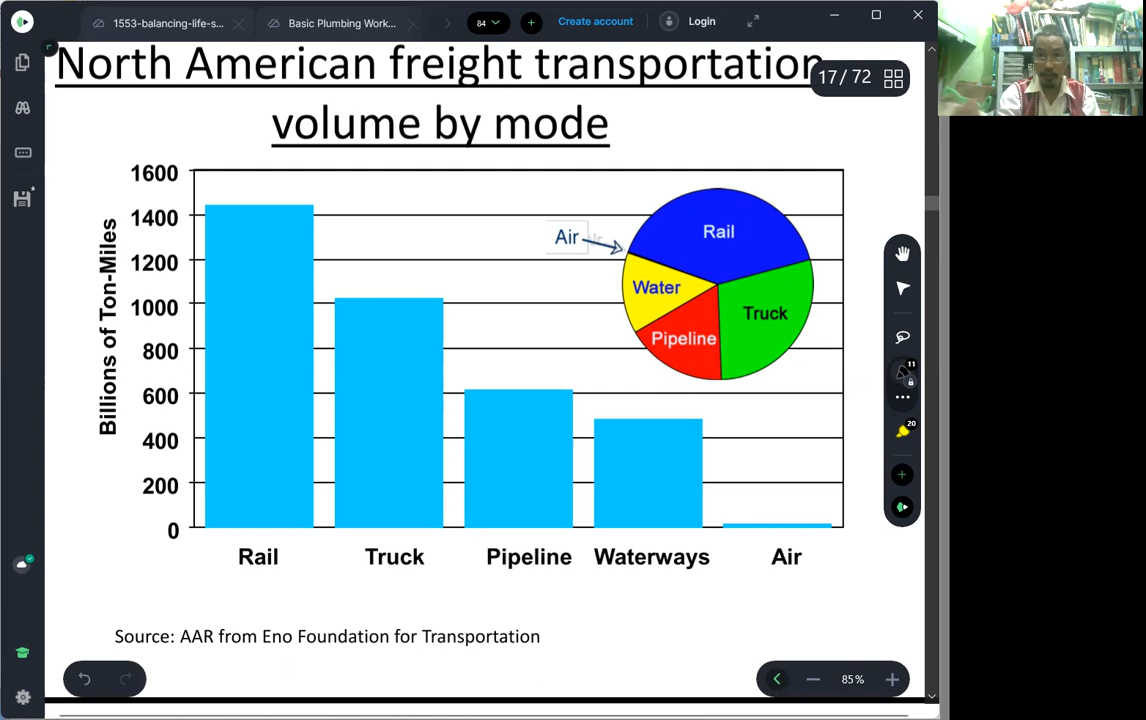 1553-balancing-life-s...
Basic Plumbing Work...
84
Create account
Login
North American freight transportation
17 / 72
volume by mode
1600
1400
1200
1000
800
600
400
200
0
Billions of Ton-Miles
Air
Rail
Water
Truck
Pipeline
11
20
Rail
Truck
Pipeline
Waterways
Air
Source: AAR from Eno Foundation for Transportation
85%